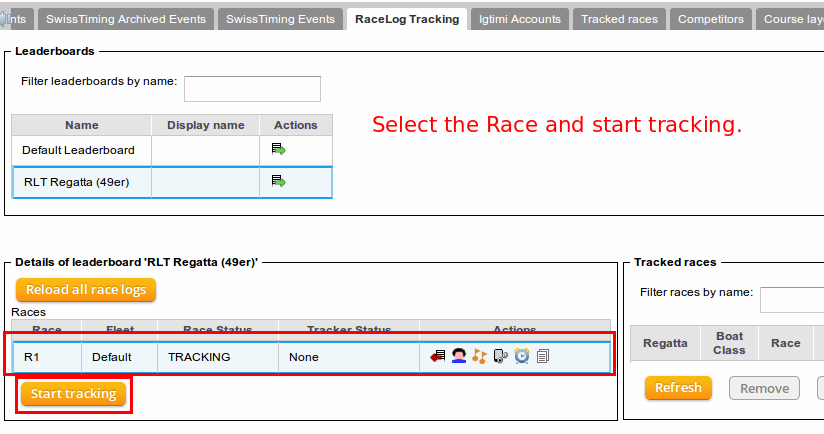 nts SwissTiming Archived Events SwissTiming Events RaceLog Tracking Igtimi Accounts Tracked races Competitors Course lay
Leaderboards
Filter leaderboards by name:
Select the Race and start tracking.
Name Display name Actions
Default Leaderboard
RLT Regatta (49er)
Details of leaderboard 'RLT Regatta (49er)'
Reload all race logs
Races
Race Fleet Race Status Tracker Status Actions
R1 Default TRACKING None
Start tracking
Tracked races
Filter races by name:
Regatta Boat Class Race
Refresh Remove